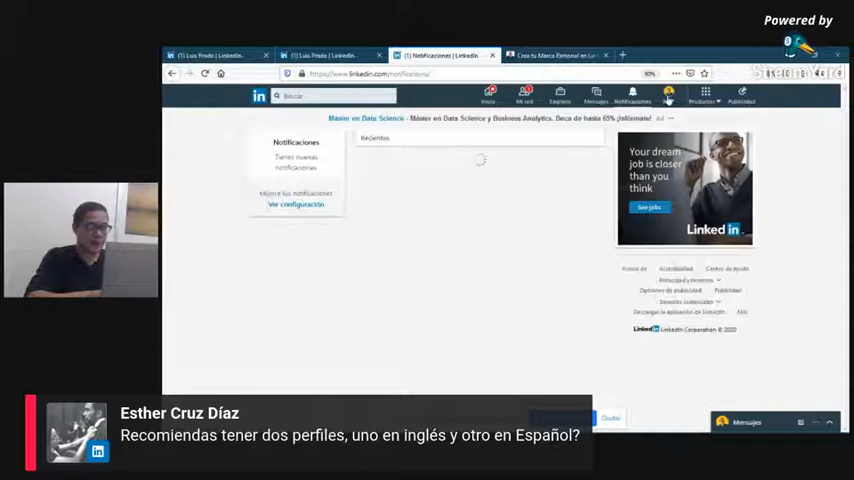 Powered by
(1) Luis Prado | LinkedIn
(1) Luis Prado | LinkedIn
(1) Notificaciones | LinkedIn
Crea tu Marca Personal en Lin
https://www.linkedin.com/notifications/
90%
in
Buscar
Inicio
Mi red
Empleos
Mensajes
Notificaciones
Productos
Publicidad
Máster en Data Science - Máster en Data Science y Business Analytics. Beca de hasta 65% ¡Infórmate! Ad
Notificaciones
Tienes nuevas
notificaciones
Mejora tus notificaciones
Ver configuración
Recientes
Your dream
job is closer
than you
think
See jobs
Linked in
Acerca de
Accesibilidad
Centro de ayuda
Privacidad y términos
Opciones de publicidad
Publicidad
Servicios comerciales
Descargar la aplicación de LinkedIn
Más
LinkedIn LinkedIn Corporation © 2020
Mensajes
Esther Cruz Díaz
Recomiendas tener dos perfiles, uno en inglés y otro en Español?
in